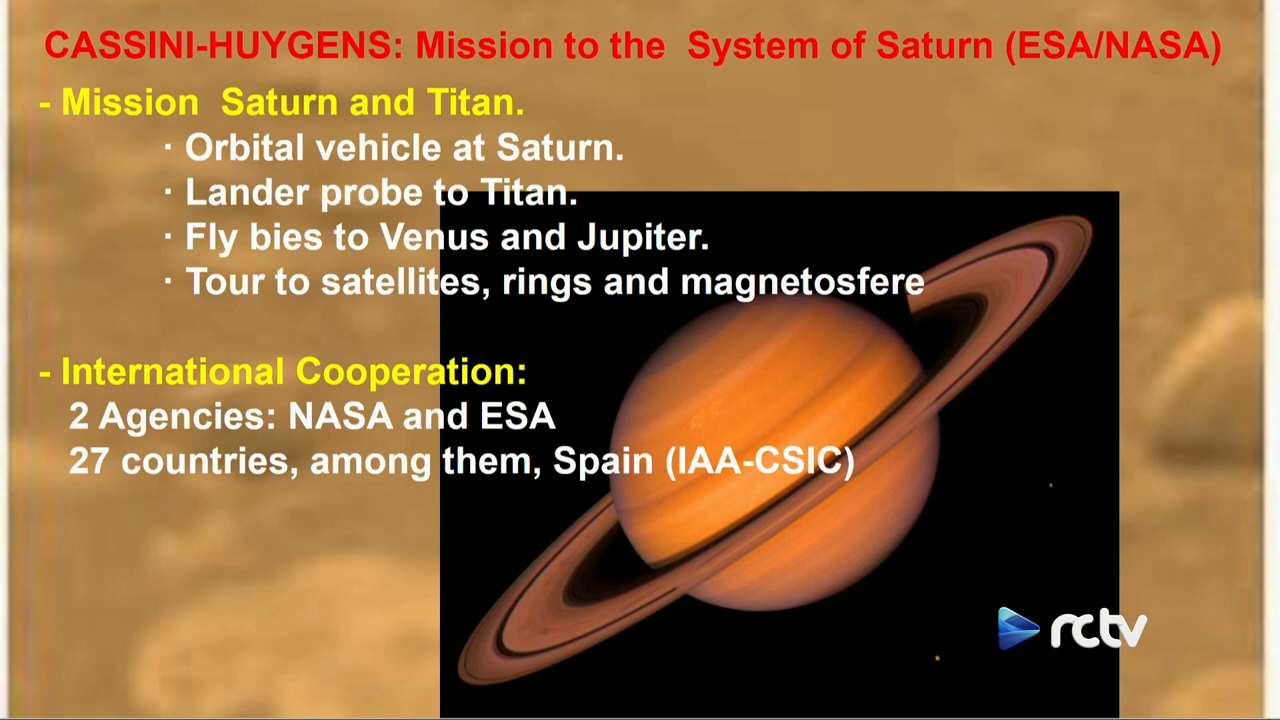 CASSINI-HUYGENS: Mission to the System of Saturn (ESA/NASA)
- Mission Saturn and Titan.
· Orbital vehicle at Saturn.
· Lander probe to Titan.
· Fly bies to Venus and Jupiter.
· Tour to satellites, rings and magnetosfere
- International Cooperation:
2 Agencies: NASA and ESA
27 countries, among them, Spain (IAA-CSIC)
rctv